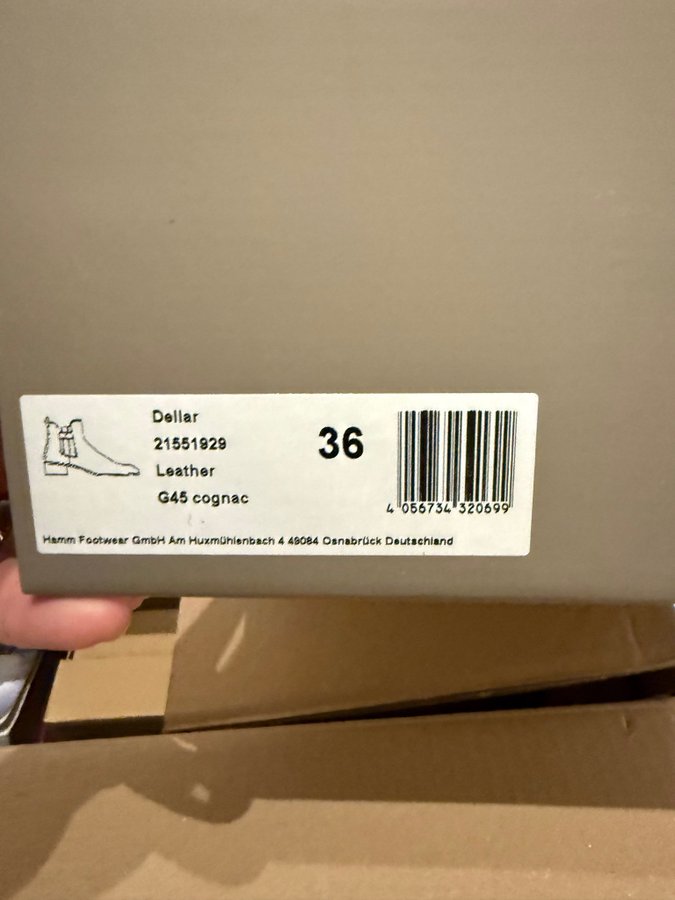 Dellar
21551929
Leather
G45 cognac
36
4 056734 320699
Hamm Footwear GmbH Am Huxmühlenbach 4 49084 Osnabrück Deutschland